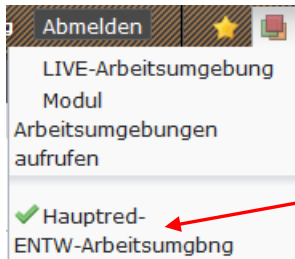 Abmelden
LIVE-Arbeitsumgebung
Modul
Arbeitsumgebungen
aufrufen
Hauptred-
ENTW-Arbeitsumgbng